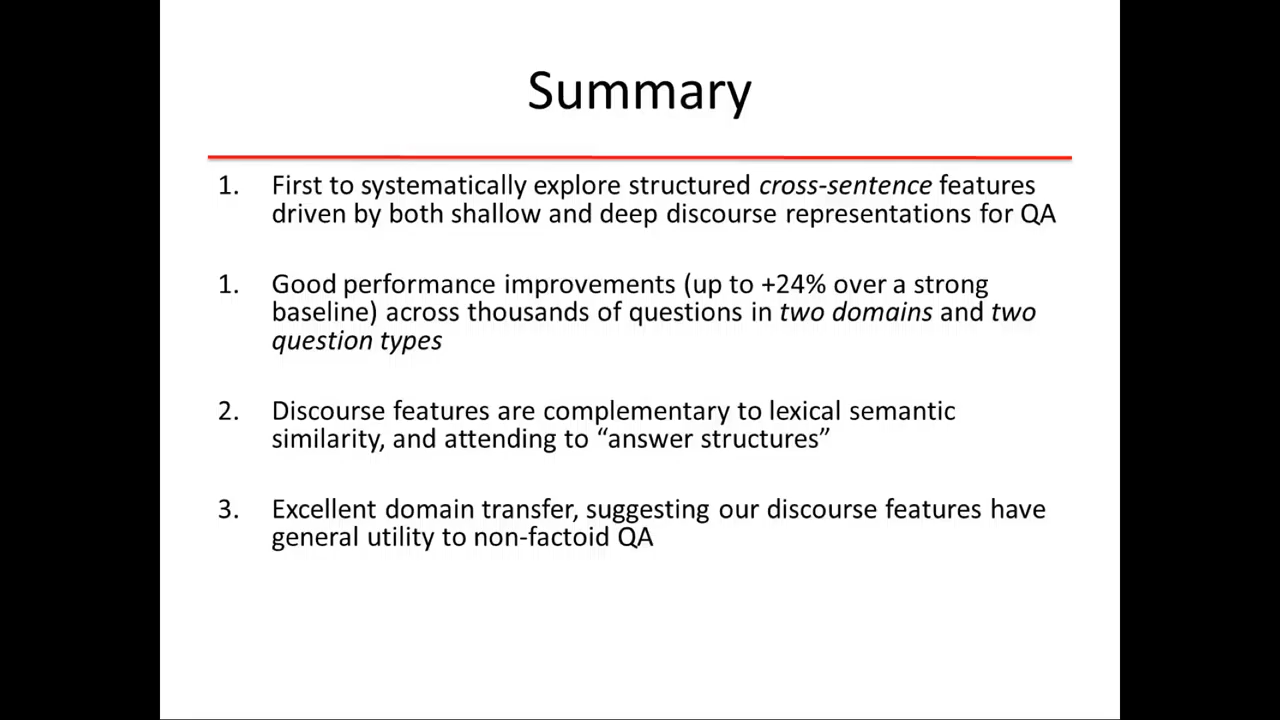 Summary
1. First to systematically explore structured cross-sentence features
driven by both shallow and deep discourse representations for QA
1. Good performance improvements (up to +24% over a strong
baseline) across thousands of questions in two domains and two
question types
2. Discourse features are complementary to lexical semantic
similarity, and attending to “answer structures”
3. Excellent domain transfer, suggesting our discourse features have
general utility to non-factoid QA